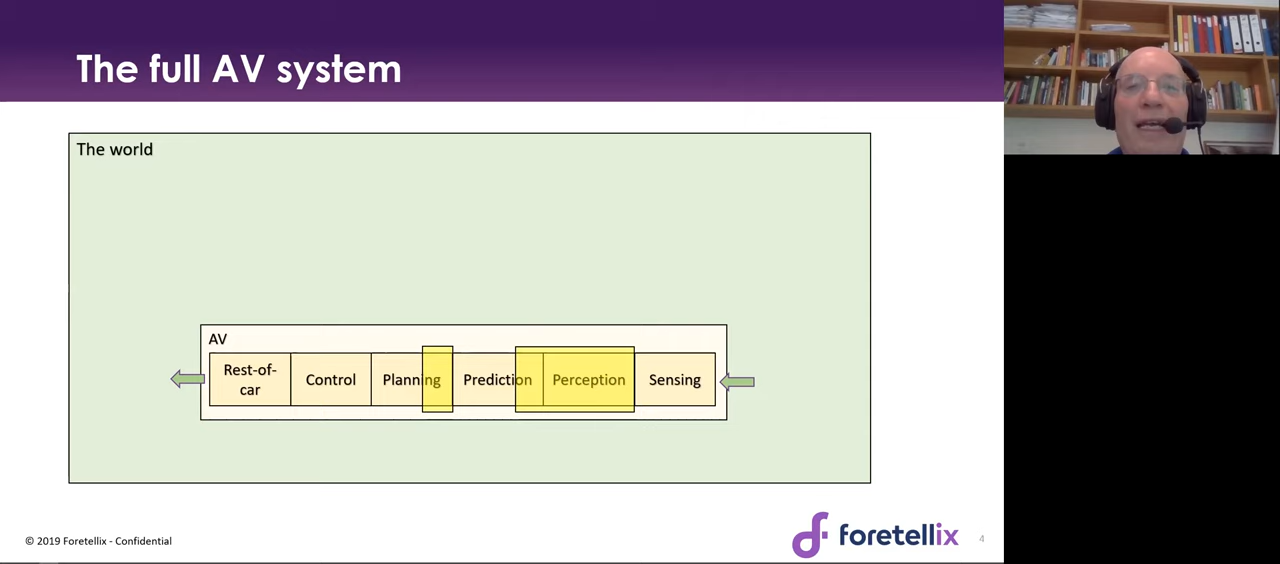 The full AV system
The world
AV
Rest-of-
car
Control
Planning
Prediction
Perception
Sensing
© 2019 Foretellix - Confidential
foretellix
4